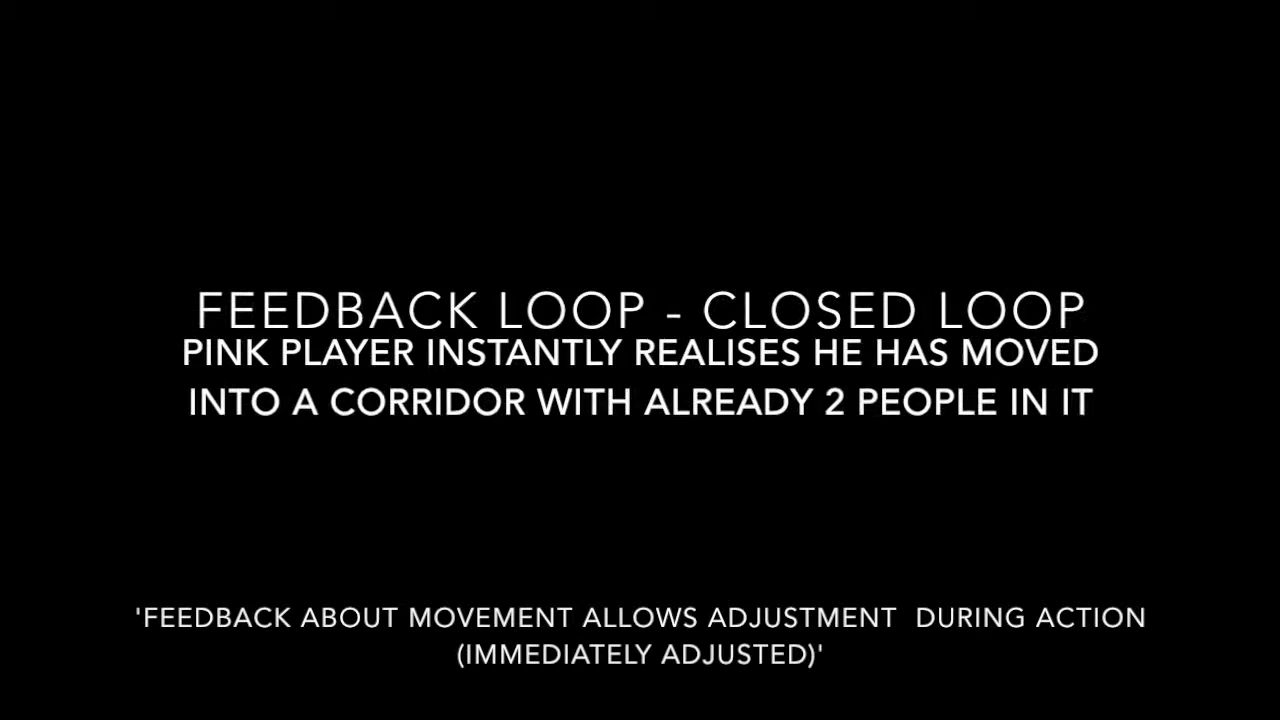 FEEDBACK LOOP - CLOSED LOOP
PINK PLAYER INSTANTLY REALISES HE HAS MOVED
INTO A CORRIDOR WITH ALREADY 2 PEOPLE IN IT
'FEEDBACK ABOUT MOVEMENT ALLOWS ADJUSTMENT  DURING ACTION
(IMMEDIATELY ADJUSTED)'